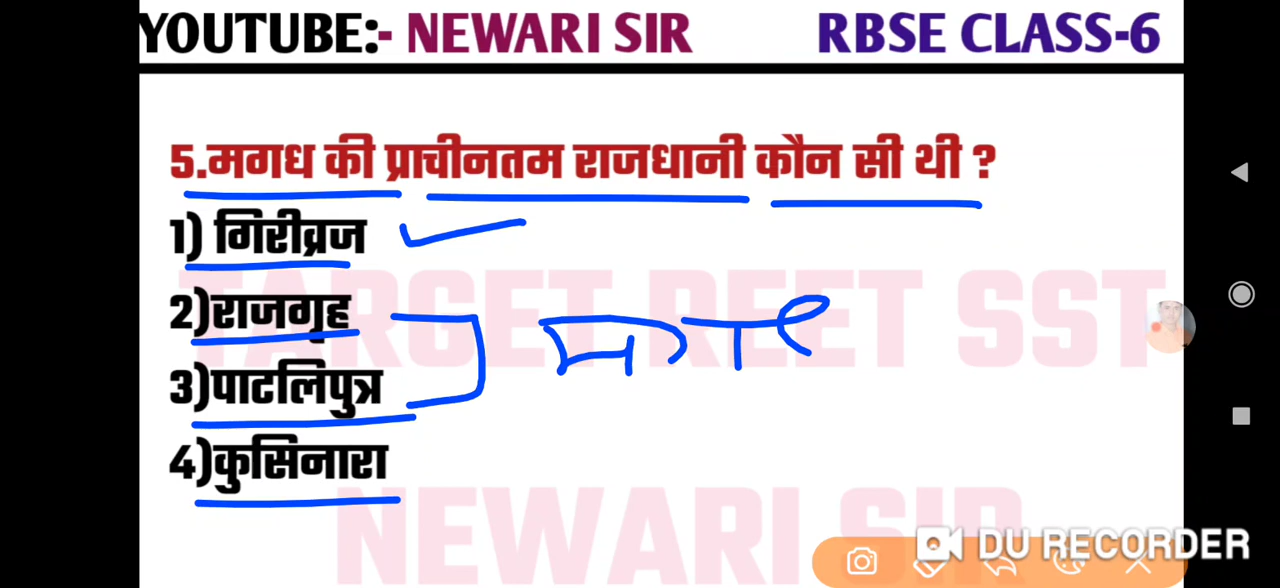 YOUTUBE:- NEWARI SIR RBSE CLASS-6
5.मगध की प्राचीनतम राजधानी कौन सी थी ?
1) गिरीव्रज
2)राजगृह
3)पाटलिपुत्र
4)कुसिनारा
TARGET REET SST
NEWARI SIR
DU RECORDER